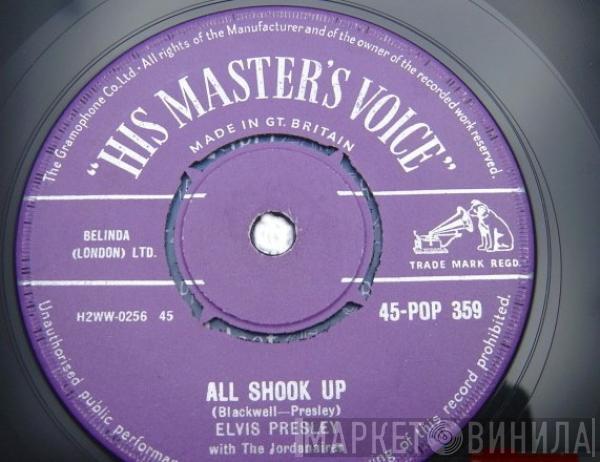 The Gramophone Co. Ltd. · All rights of the Manufacturer and of the owner of the recorded work reserved.
"HIS MASTER'S VOICE"
MADE IN GT. BRITAIN
BELINDA
(LONDON) LTD.
TRADE MARK REGD.
H2WW-0256 45
45-POP 359
ALL SHOOK UP
(Blackwell—Presley)
ELVIS PRESLEY
with The Jordanaires
Unauthorised public performance
of this record prohibited.
МАРКЕТ ВИНИЛА